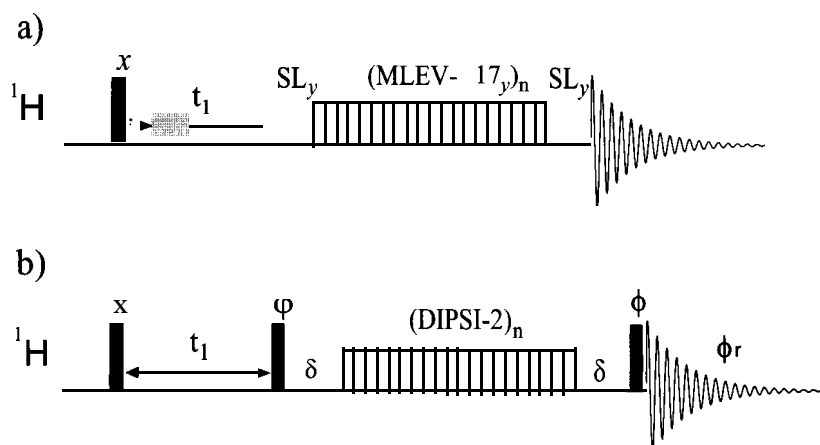 a)
x
¹H
t₁
SLy
(MLEV- 17y)n
SLy
b)
x
¹H
t₁
φ
δ
(DIPSI-2)n
δ
ϕ
ϕr